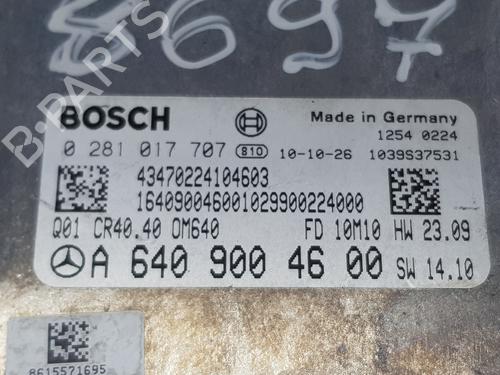 8697
B-PARTS
BOSCH
Made in Germany
1254 0224
0 281 017 707 810 10-10-26 1039S37531
43470224104603
164090046001029900224000
Q01 CR40.40 OM640 FD 10M10 HW 23.09
A 640 900 46 00 SW 14.10
8615571695